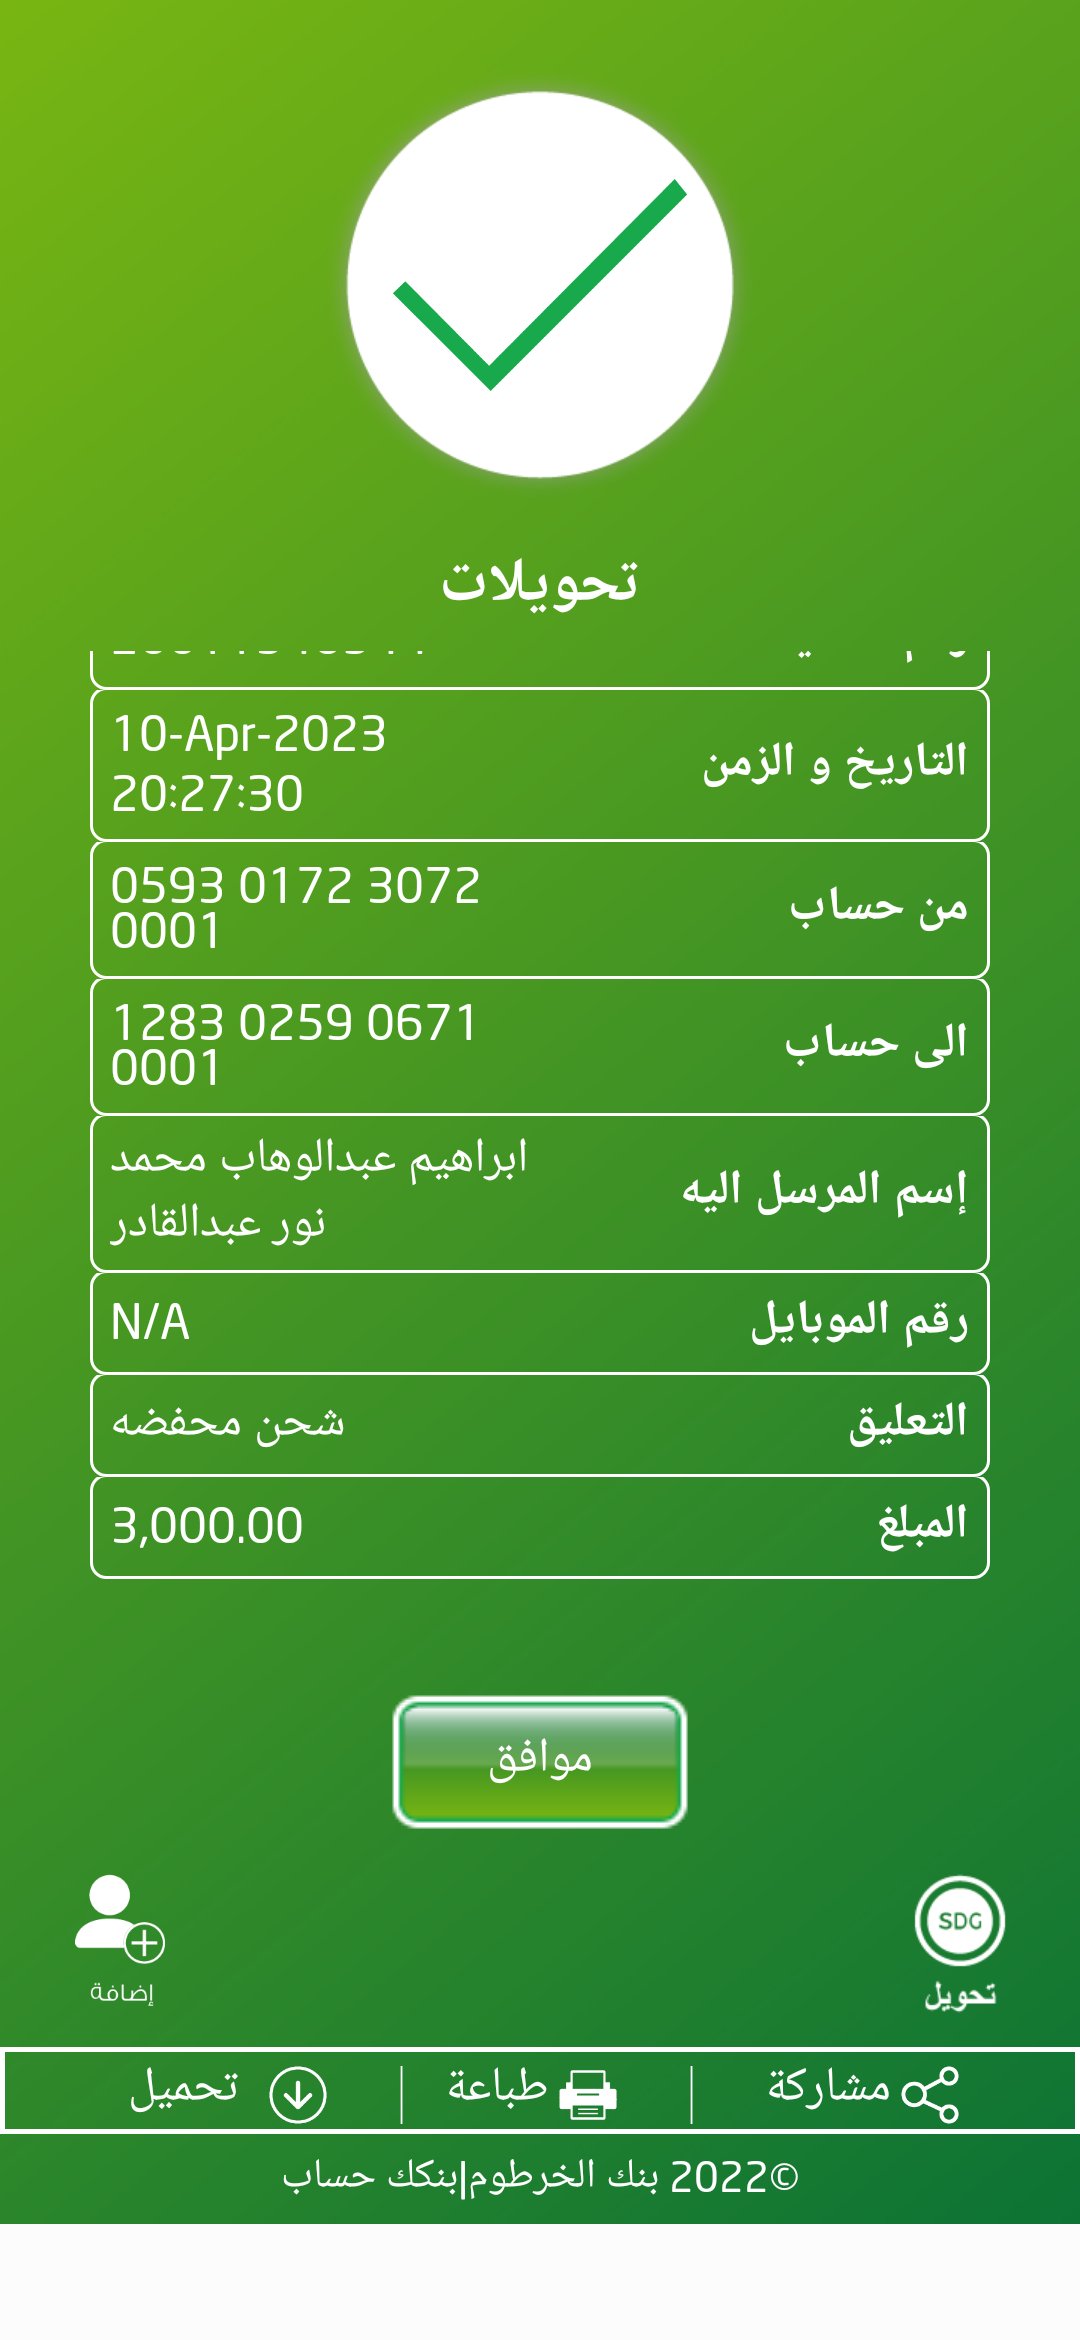 تحويلات
التاريخ و الزمن 10-Apr-2023
20:27:30
من حساب 0593 0172 3072
0001
الى حساب 1283 0259 0671
0001
إسم المرسل اليه ابراهيم عبدالوهاب محمد
نور عبدالقادر
رقم الموبايل N/A
التعليق شحن محفضه
المبلغ 3,000.00
موافق
SDG
تحويل
إضافة
مشاركة
طباعة
تحميل
©2022 بنك الخرطوم|بنكك حساب